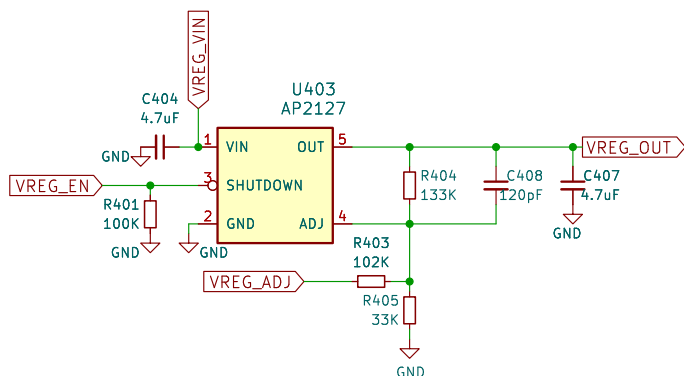 VREG_VIN
U403
AP2127
C404
4.7uF
GND
1
VIN
OUT
5
VREG_OUT
VREG_EN
3
SHUTDOWN
R401
100K
GND
2
GND
ADJ
4
GND
R404
133K
C408
120pF
C407
4.7uF
GND
R403
102K
VREG_ADJ
R405
33K
GND